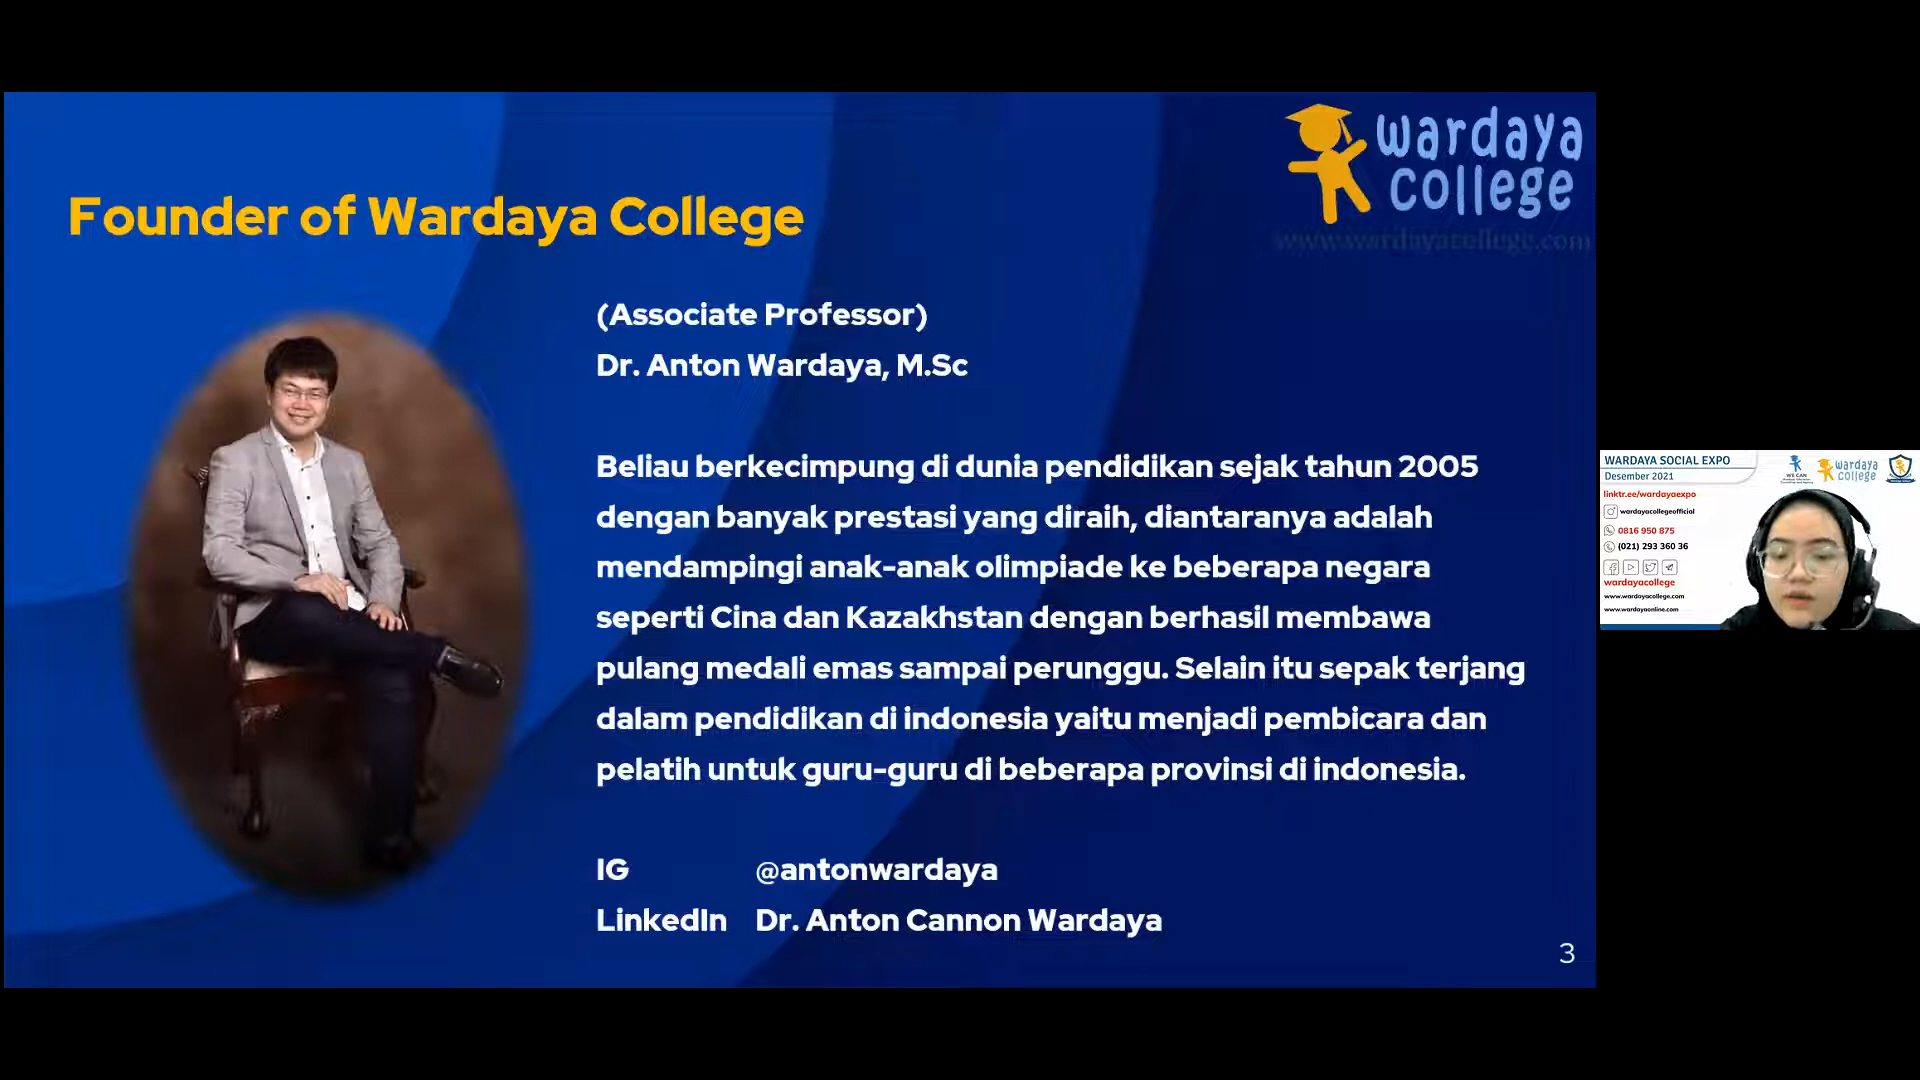 wardaya
college
www.wardayacollege.com
Founder of Wardaya College
(Associate Professor)
Dr. Anton Wardaya, M.Sc
Beliau berkecimpung di dunia pendidikan sejak tahun 2005
dengan banyak prestasi yang diraih, diantaranya adalah
mendampingi anak-anak olimpiade ke beberapa negara
seperti Cina dan Kazakhstan dengan berhasil membawa
pulang medali emas sampai perunggu. Selain itu sepak terjang
dalam pendidikan di indonesia yaitu menjadi pembicara dan
pelatih untuk guru-guru di beberapa provinsi di indonesia.
IG @antonwardaya
LinkedIn Dr. Anton Cannon Wardaya
3
WARDAYA SOCIAL EXPO
Desember 2021
WE CAN
wardaya
college
linktr.ee/wardayaexpo
wardayacollegeofficial
0816 950 875
(021) 293 360 36
wardayacollege
www.wardayacollege.com
www.wardayaonline.com